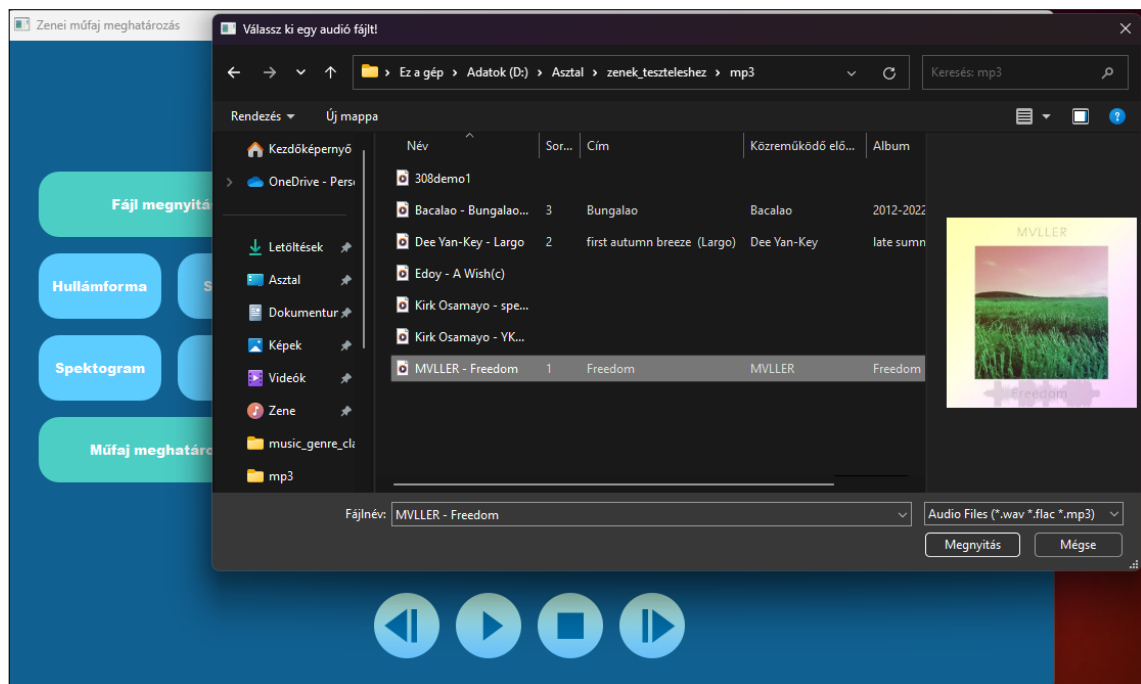 Zenei műfaj meghatározás
Válassz ki egy audió fájlt!
Ez a gép > Adatok (D:) > Asztal > zenek_teszteleshez > mp3
Keresés: mp3
Rendezés
Új mappa
Kezdőképernyő
OneDrive - Pers
Letöltések
Asztal
Dokumentur
Képek
Videók
Zene
music_genre_cla
mp3
Név Sor... Cím Közreműködő elő... Album
308demo1
Bacalao - Bungalao... 3 Bungalao Bacalao 2012-2022
Dee Yan-Key - Largo 2 first autumn breeze (Largo) Dee Yan-Key late sumn
Edoy - A Wish(c)
Kirk Osamayo - spe...
Kirk Osamayo - YK...
MVLLER - Freedom 1 Freedom MVLLER Freedom
MVLLER
Freedom
Fájlnév: MVLLER - Freedom
Audio Files (*.wav *.flac *.mp3)
Megnyitás
Mégse
Fájl megnyitá
Hullámforma
S
Spektogram
Műfaj meghatáro